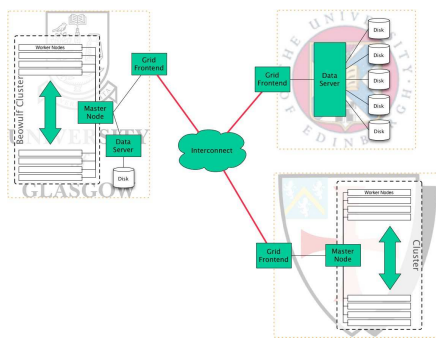 Worker Nodes
Beowulf Cluster
Grid
Frontend
Master
Node
Data
Server
Disk
UNIVERSITY
GLASGOW
Grid
Frontend
Data
Server
Disk
Disk
Disk
Disk
Disk
THE UNIVERSITY
OF EDINBURGH
Interconnect
Grid
Frontend
Master
Node
Worker Nodes
Cluster